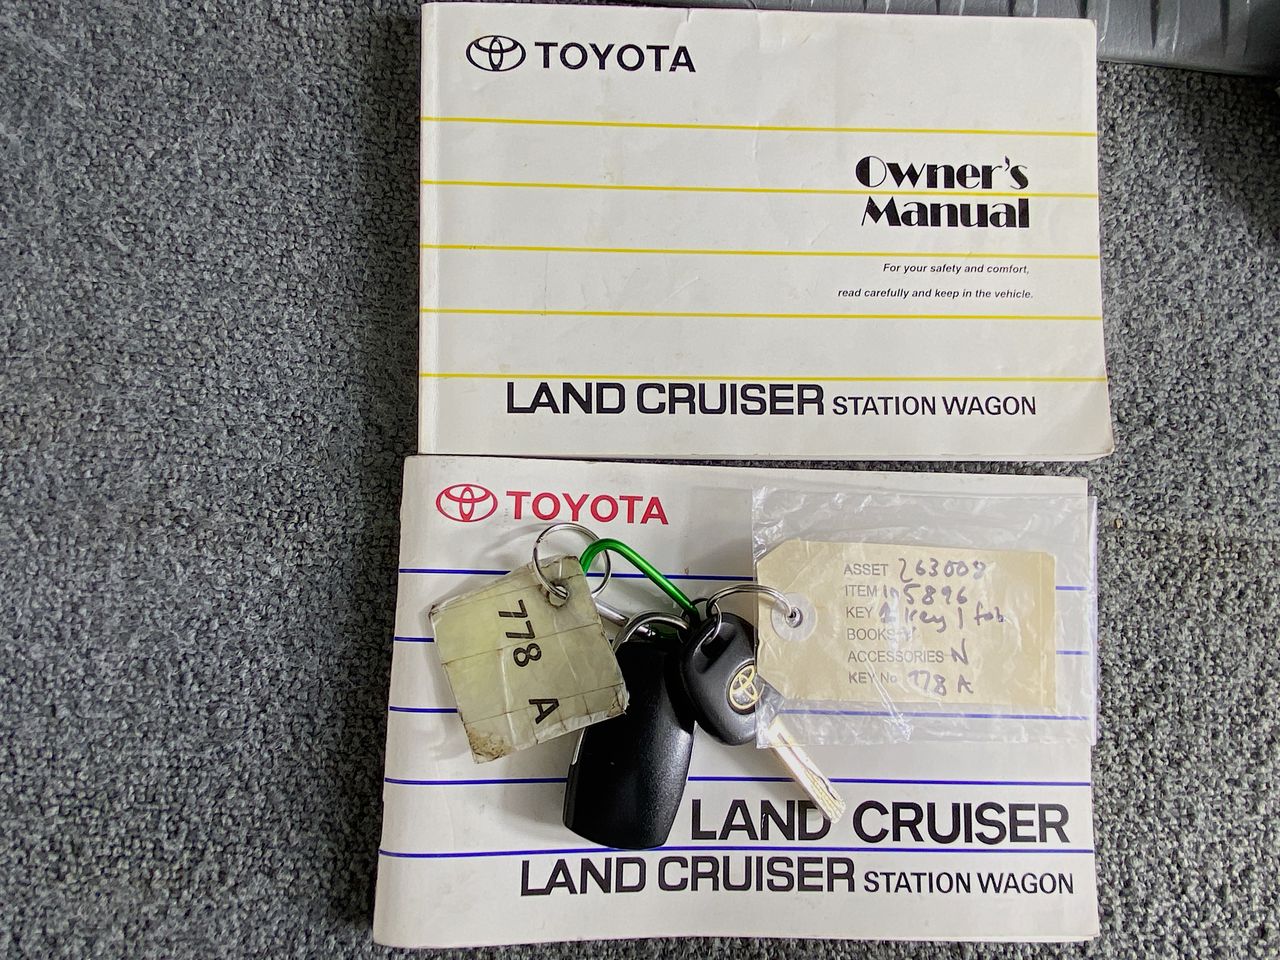 TOYOTA
Owner's
Manual
For your safety and comfort,
read carefully and keep in the vehicle.
LAND CRUISER STATION WAGON
TOYOTA
778 A
ASSET 263008
ITEM 5896
KEY key 1 fob
BOOKS
ACCESSORIES N
KEY No 778 A
LAND CRUISER
LAND CRUISER STATION WAGON